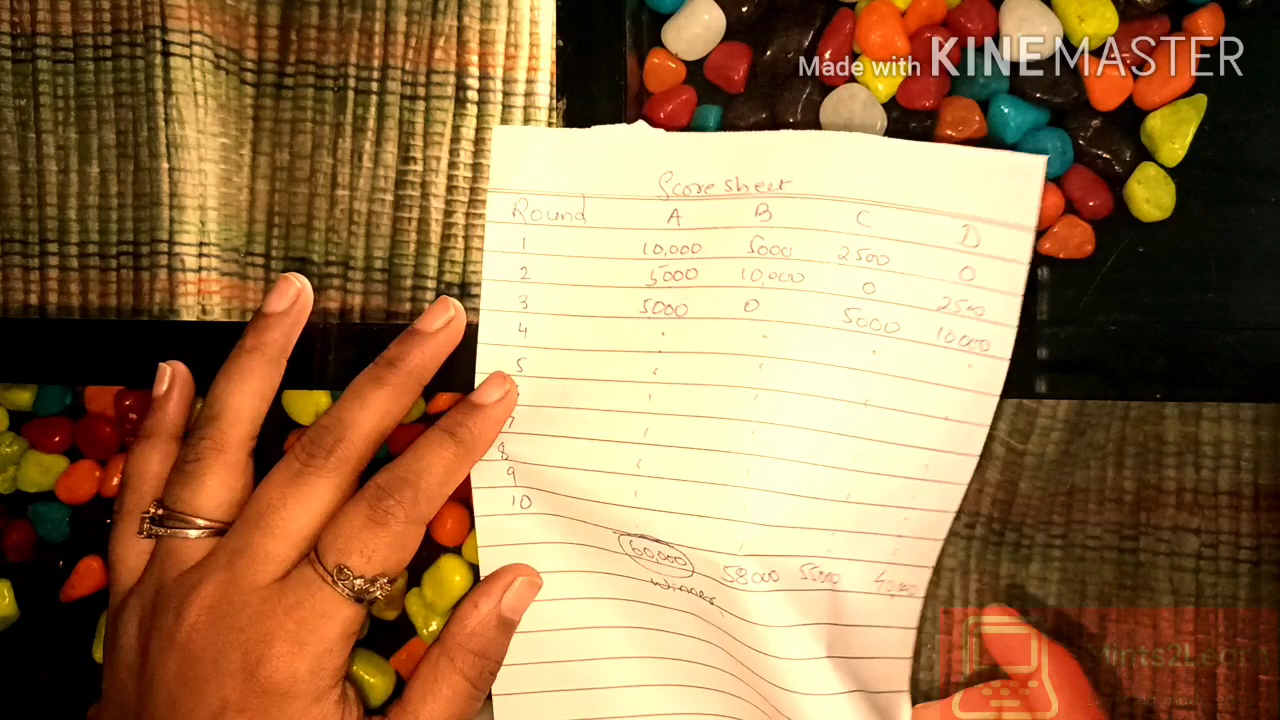 Made with KINEMASTER
Score sheet
Round A B C D
1 10,000 5000 2500 0
2 5000 10,000 0 2500
3 5000 0 5000 10000
4
5
7
8
9
10
60,000 58000 55000
Winner
Mints2Learn